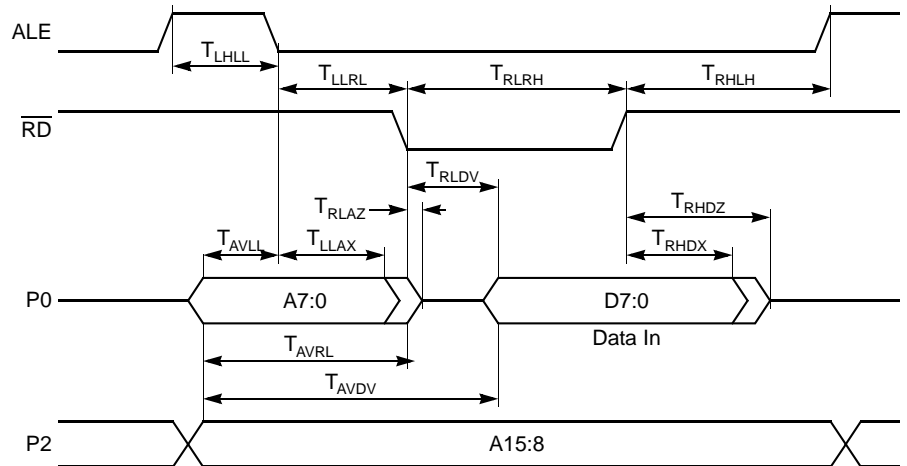 ALE
T_LHLL
T_LLRL T_RLRH T_RHLH
RD
T_RLDV
T_RLAZ T_RHDZ
T_AVLL T_LLAX T_RHDX
P0 A7:0 D7:0
Data In
T_AVRL
T_AVDV
P2 A15:8